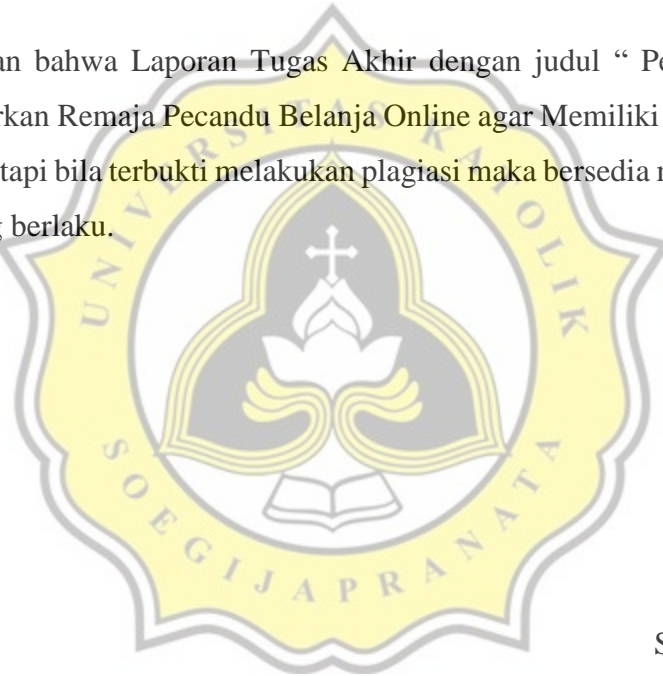 an bahwa Laporan Tugas Akhir dengan judul “ Pe
rkan Remaja Pecandu Belanja Online agar Memiliki
tapi bila terbukti melakukan plagiasi maka bersedia
g berlaku.
UNIVERSITAS KATOLIK
SOEGIJAPRANATA
S